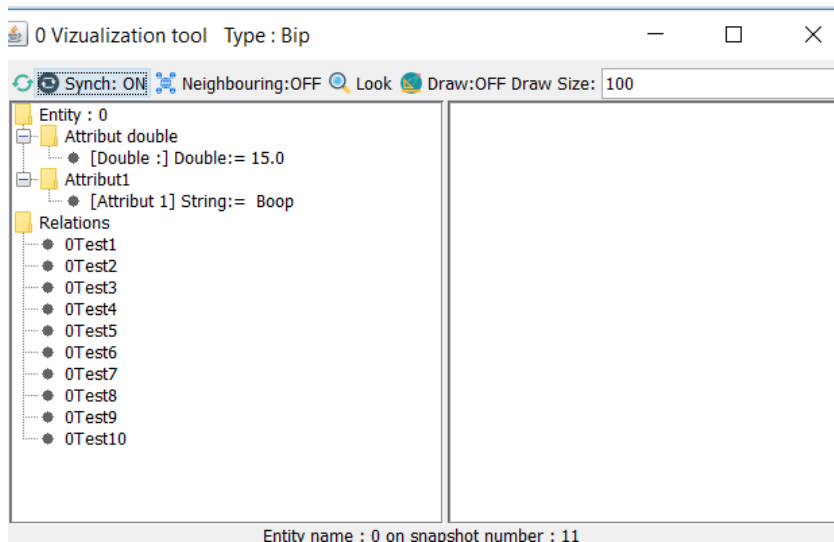 0 Vizualization tool Type : Bip
Synch: ON Neighbouring:OFF Look Draw:OFF Draw Size: 100
Entity : 0
Attribut double
[Double :] Double:= 15.0
Attribut1
[Attribut 1] String:= Boop
Relations
0Test1
0Test2
0Test3
0Test4
0Test5
0Test6
0Test7
0Test8
0Test9
0Test10
Entity name : 0 on snapshot number : 11